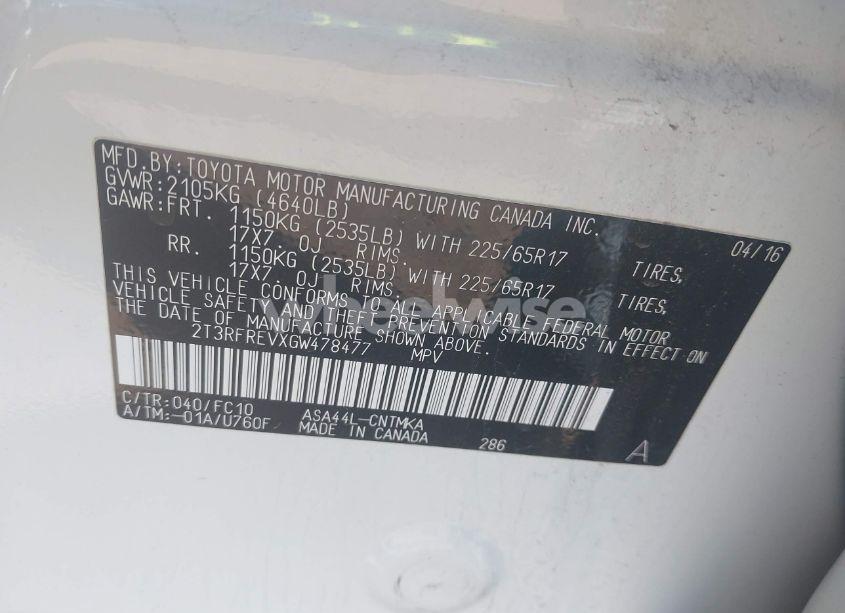 MFD.BY:TOYOTA MOTOR MANUFACTURING CANADA INC. 04/16
GVWR:2105KG (4640LB)
GAWR:FRT. 1150KG (2535LB) WITH 225/65R17 TIRES,
17X7. 0J RIMS.
RR. 1150KG (2535LB) WITH 225/65R17 TIRES,
17X7. 0J RIMS.
THIS VEHICLE CONFORMS TO ALL APPLICABLE FEDERAL MOTOR
VEHICLE SAFETY AND THEFT PREVENTION STANDARDS IN EFFECT ON
THE DATE OF MANUFACTURE SHOWN ABOVE.
2T3RFREVXGW478477 MPV
C/TR:040/FC10 ASA44L-CNTMKA
A/TM:-01A/U760F MADE IN CANADA 286 A
wheelwise